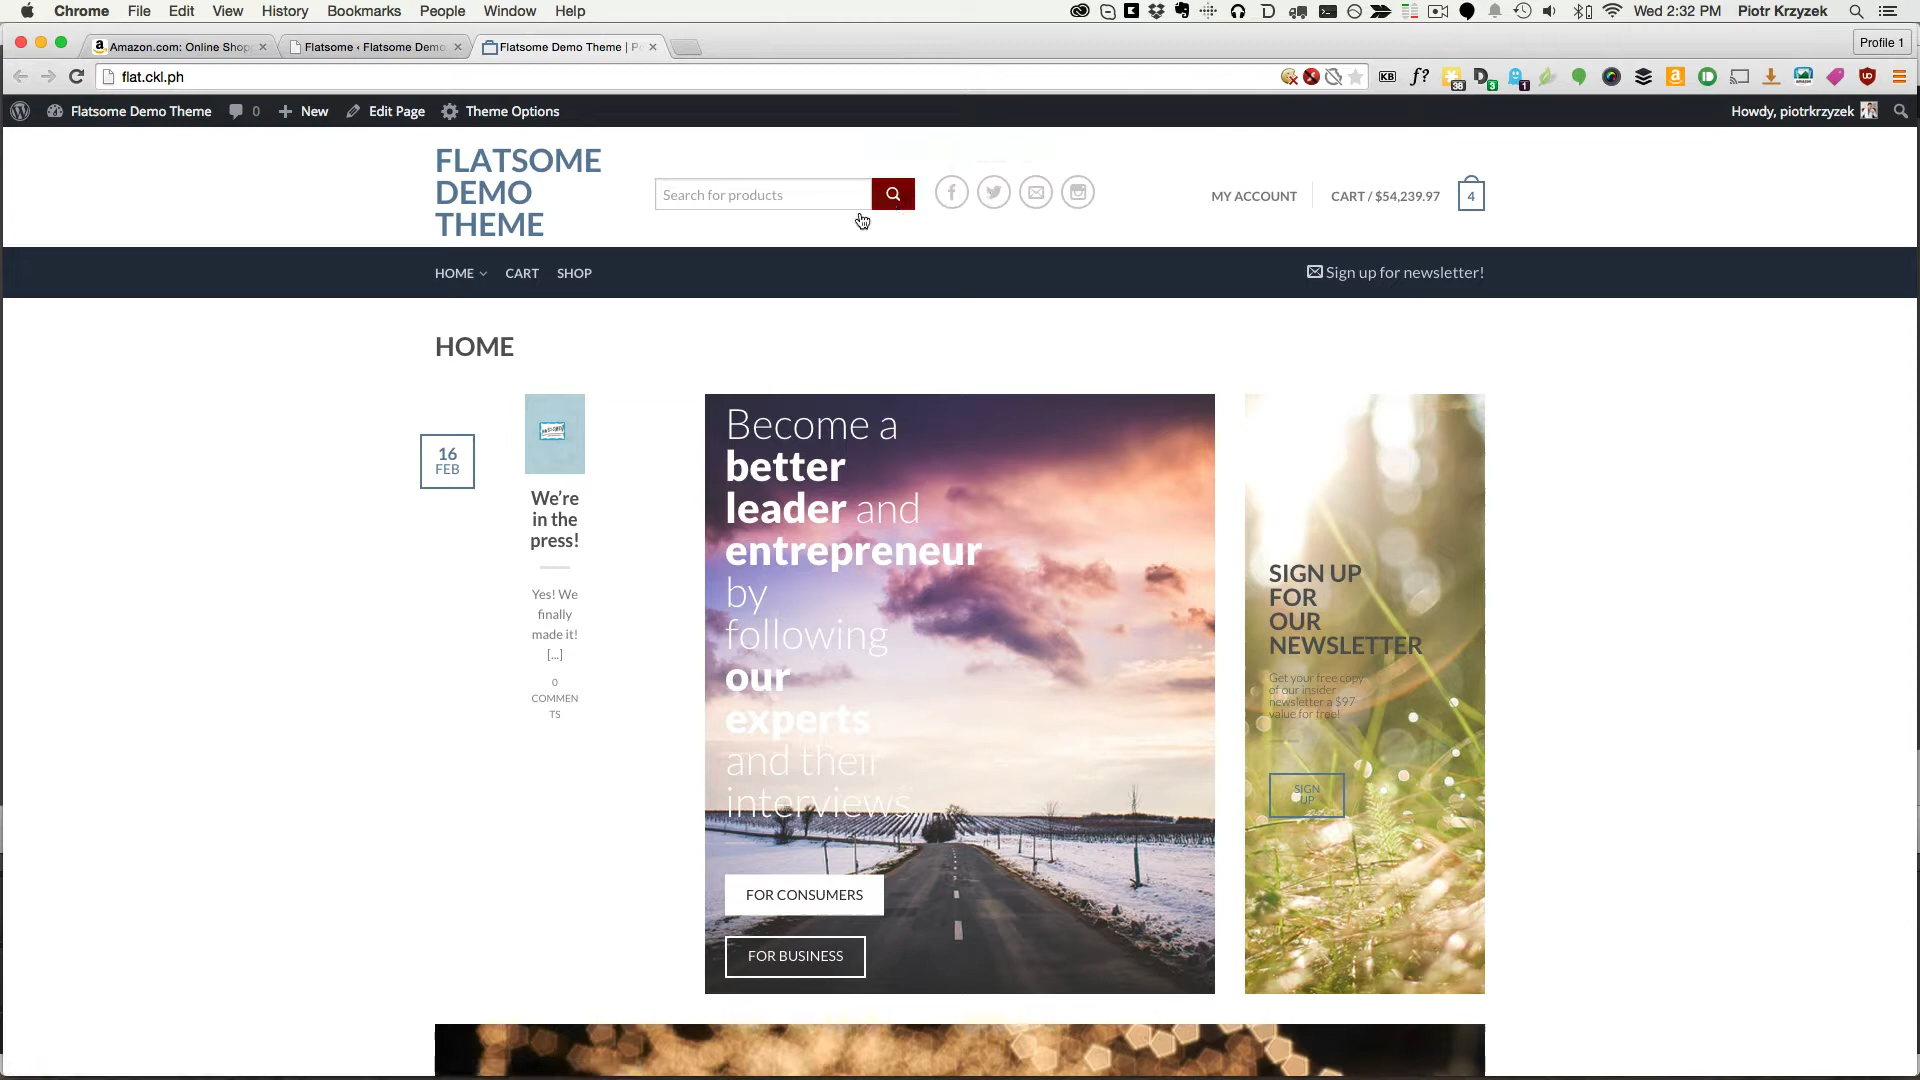 Chrome File Edit View History Bookmarks People Window Help
Wed 2:32 PM Piotr Krzyzek
Amazon.com: Online Shop
Flatsome ‹ Flatsome Demo
Flatsome Demo Theme |
Profile 1
flat.ckl.ph
KB f? 38 3 1
Flatsome Demo Theme 0 New Edit Page Theme Options
Howdy, piotrkrzyzek
FLATSOME
DEMO
THEME
Search for products
MY ACCOUNT
CART / $54,239.97
4
HOME CART SHOP
Sign up for newsletter!
HOME
16
FEB
We're
in the
press!
Yes! We
finally
made it!
[...]
0
COMMEN
TS
Become a
better
leader and
entrepreneur
by
following
our
experts
and their
interviews.
FOR CONSUMERS
FOR BUSINESS
SIGN UP
FOR
OUR
NEWSLETTER
Get your free copy
of our insider
newsletter a $97
value for free!
SIGN
UP